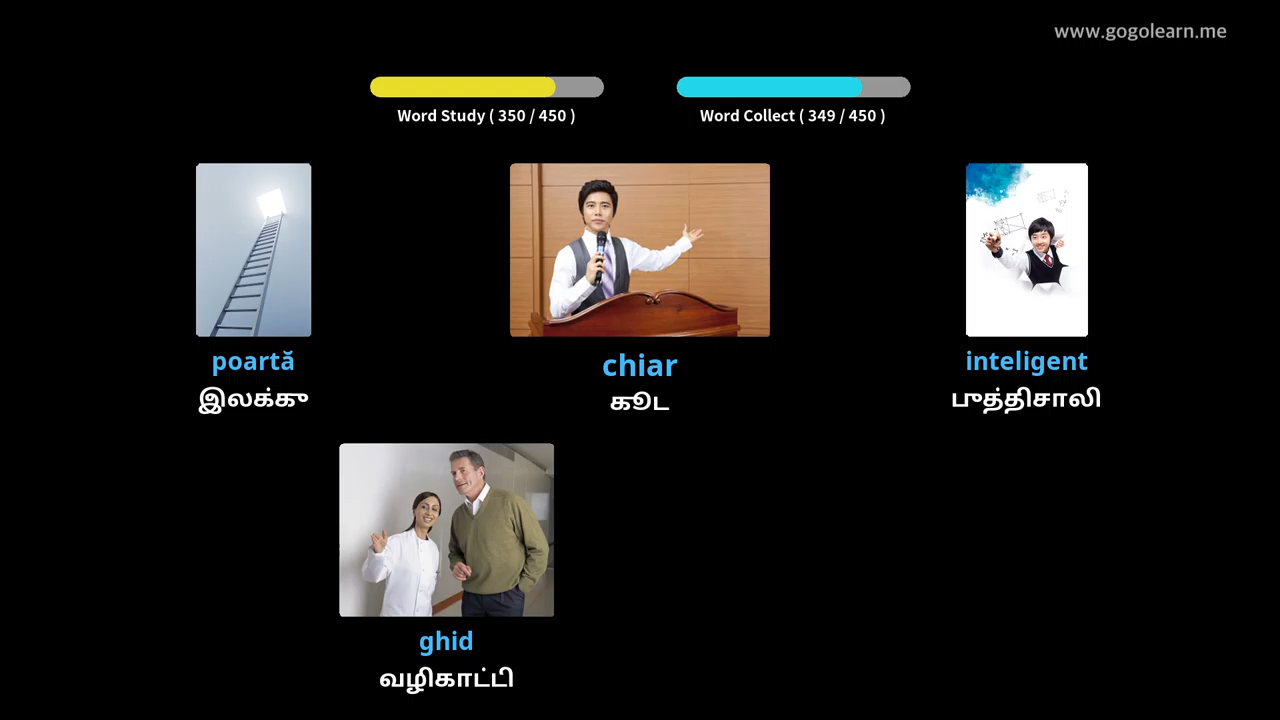 www.gogolearn.me
Word Study ( 350 / 450 )
Word Collect ( 349 / 450 )
poartă
இலக்கு
chiar
கூட
inteligent
புத்திசாலி
ghid
வழிகாட்டி